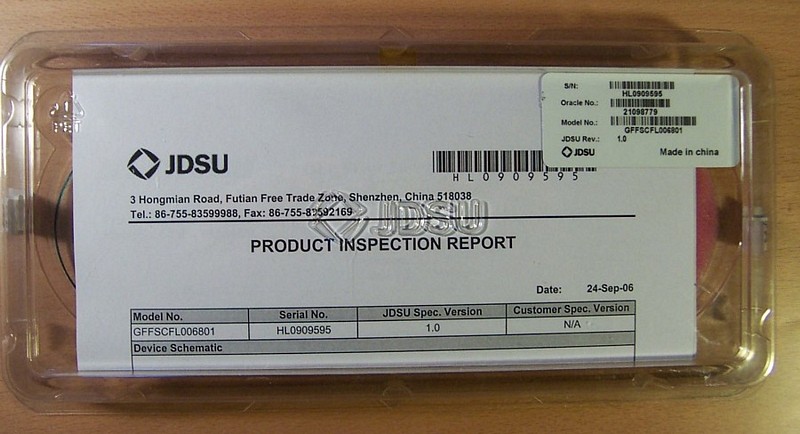 S/N:
HL0909595
Oracle No.:
21098779
Model No.:
GFFSCFL006801
JDSU Rev.: 1.0
JDSU Made in china
JDSU
HL0909595
3 Hongmian Road, Futian Free Trade Zone, Shenzhen, China 518038
Tel.: 86-755-83599988, Fax: 86-755-82592169
JDSU
PRODUCT INSPECTION REPORT
Date: 24-Sep-06
Model No. Serial No. JDSU Spec. Version Customer Spec. Version
GFFSCFL006801 HL0909595 1.0 N/A
Device Schematic